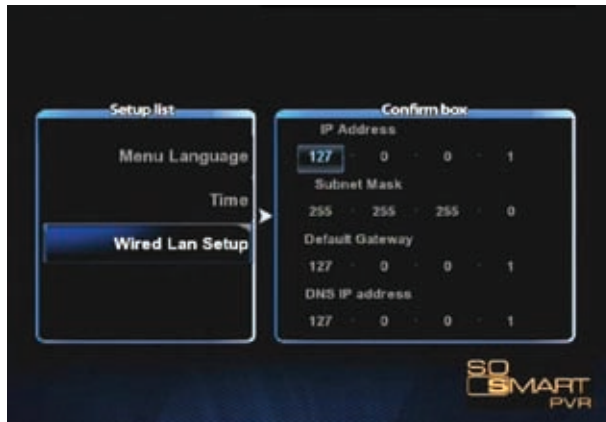 Setup list
Menu Language
Time
Wired Lan Setup
Confirm box
IP Address
127 · 0 · 0 · 1
Subnet Mask
255 · 255 · 255 · 0
Default Gateway
127 · 0 · 0 · 1
DNS IP address
127 · 0 · 0 · 1
SO
SMART
PVR